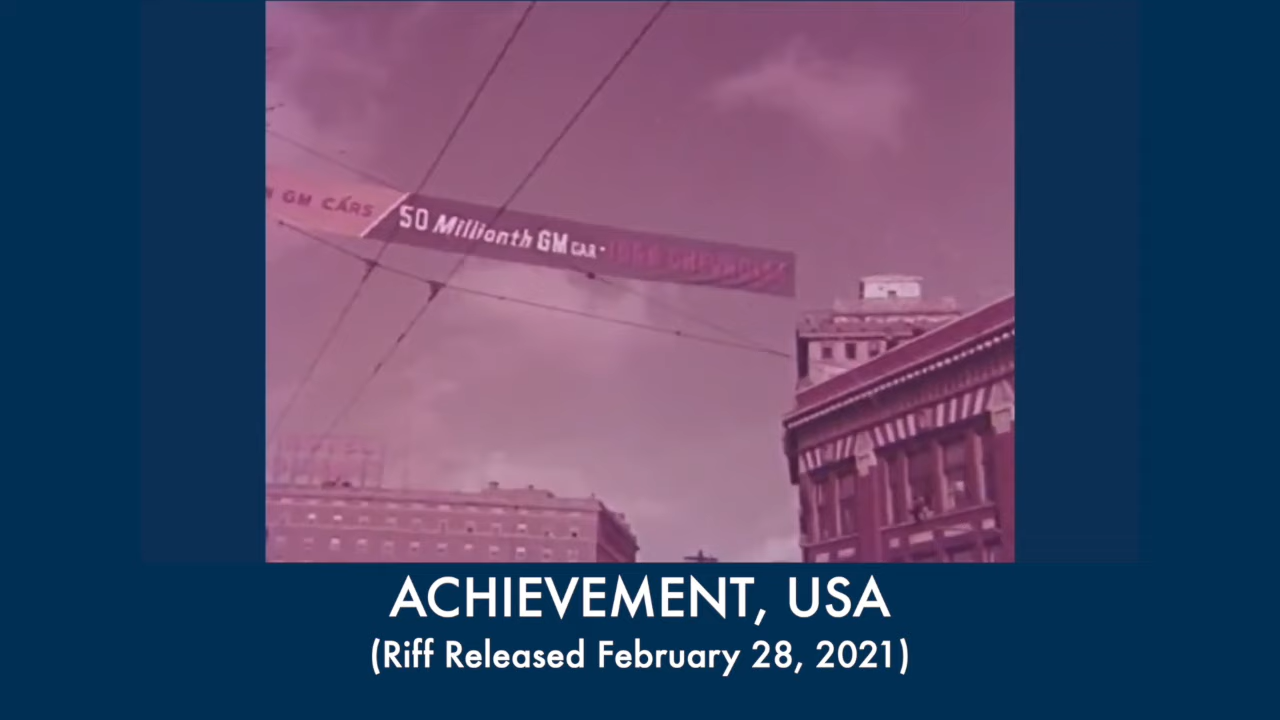 GM CARS
50 Millionth GM CAR-
ACHIEVEMENT, USA
(Riff Released February 28, 2021)